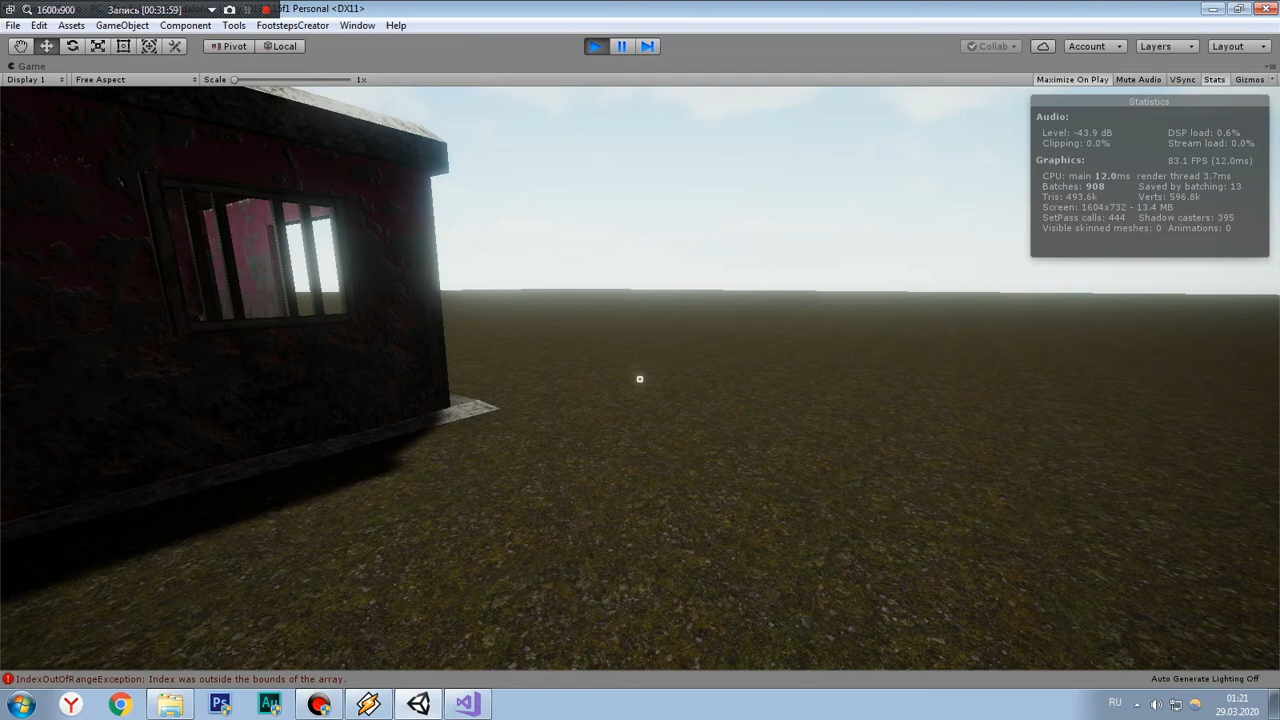 1600x900 Запись [00:31:59] 5f1 Personal <DX11>
File Edit Assets GameObject Component Tools FootstepsCreator Window Help
Pivot Local Collab Account Layers Layout
Game
Display 1 Free Aspect Scale 1x Maximize On Play Mute Audio VSync Stats Gizmos
Statistics
Audio:
Level: -43.9 dB DSP load: 0.6%
Clipping: 0.0% Stream load: 0.0%
Graphics: 83.1 FPS (12.0ms)
CPU: main 12.0ms render thread 3.7ms
Batches: 908 Saved by batching: 13
Tris: 493.6k Verts: 596.8k
Screen: 1604x732 - 13.4 MB
SetPass calls: 444 Shadow casters: 395
Visible skinned meshes: 0 Animations: 0
IndexOutOfRangeException: Index was outside the bounds of the array. Auto Generate Lighting Off
Ps Au RU 01:21
29.03.2020